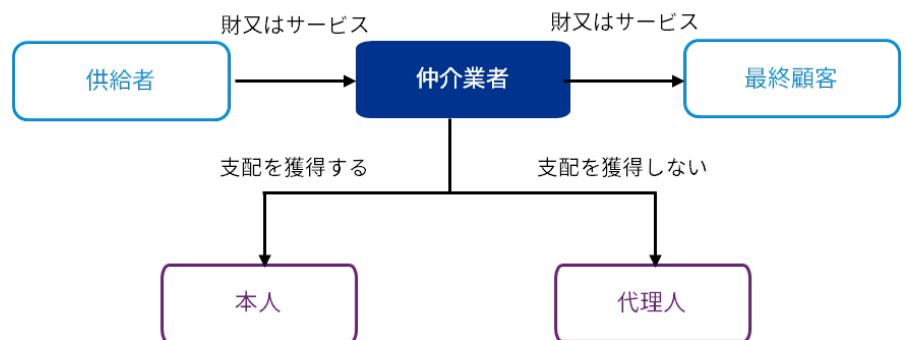 財又はサービス
財又はサービス
供給者
仲介業者
最終顧客
支配を獲得する
支配を獲得しない
本人
代理人